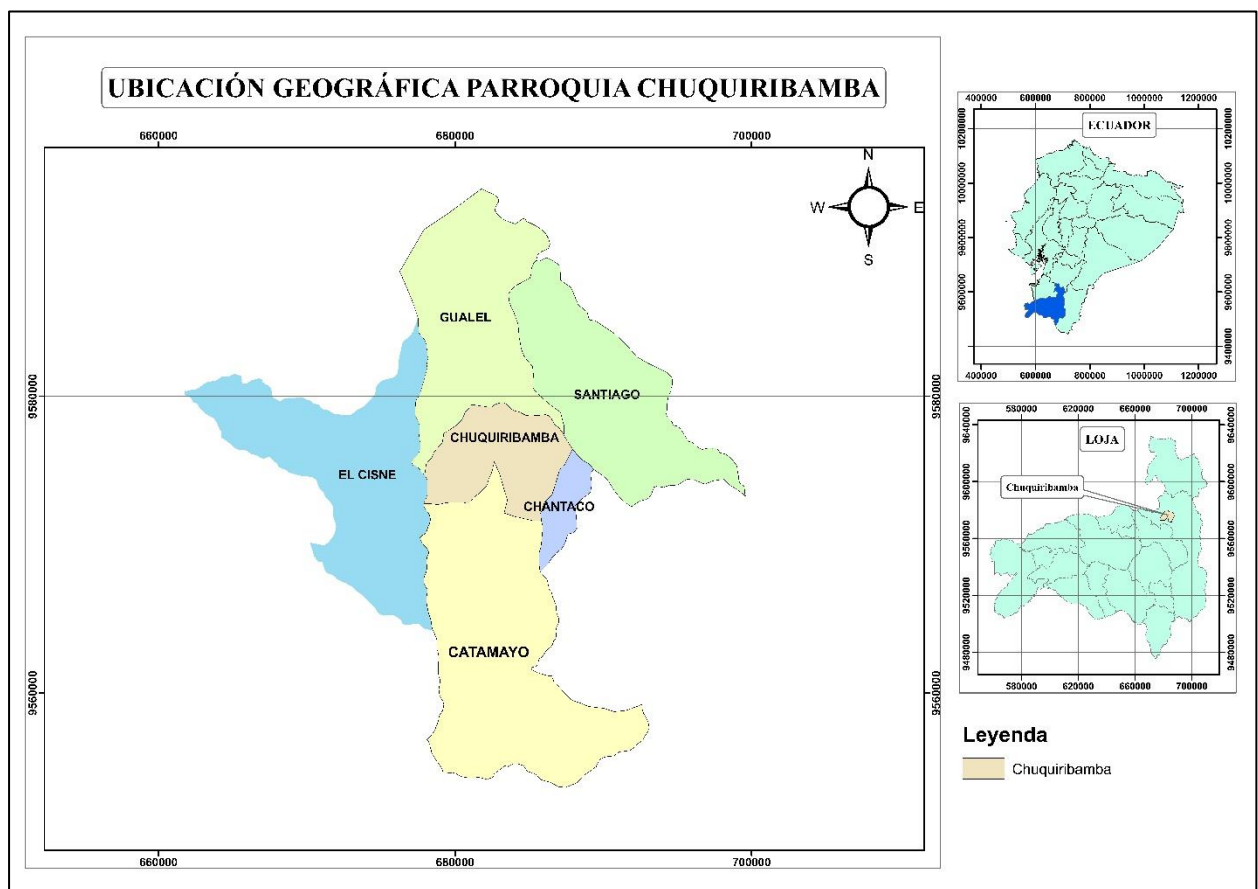 UBICACIÓN GEOGRÁFICA PARROQUIA CHUQUIRIBAMBA
660000 680000 700000
N
W E
S
GUALEL
SANTIAGO
9580000 9580000
CHUQUIRIBAMBA
EL CISNE
CHANTACO
CATAMAYO
9560000 9560000
660000 680000 700000
400000 600000 800000 1000000 1200000
ECUADOR
10200000 10200000
10000000 10000000
9800000 9800000
9600000 9600000
9400000 9400000
400000 600000 800000 1000000 1200000
580000 620000 660000 700000
LOJA
9640000 9640000
Chuquiribamba
9600000 9600000
9560000 9560000
9520000 9520000
9480000 9480000
580000 620000 660000 700000
Leyenda
Chuquiribamba